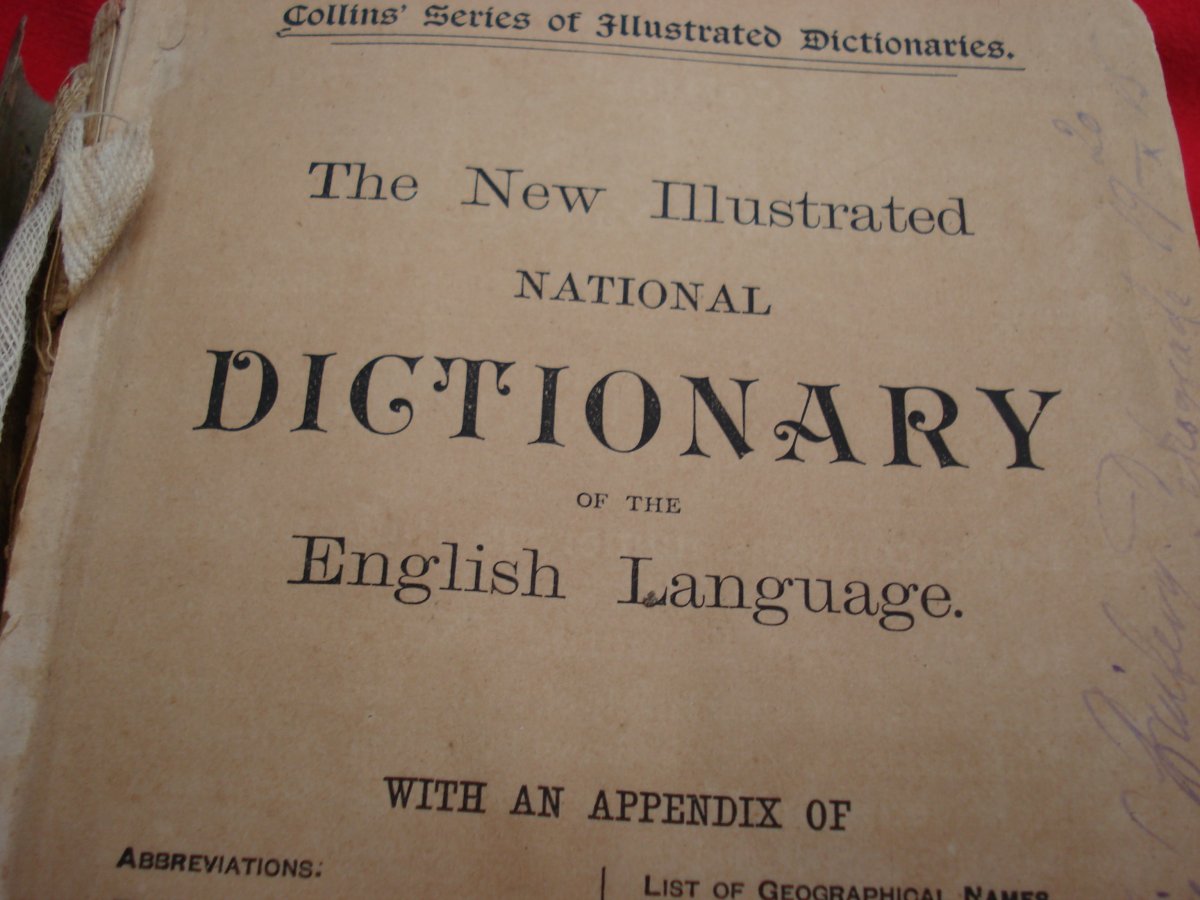 Collins' Series of Illustrated Dictionaries.
The New Illustrated
NATIONAL
DICTIONARY
OF THE
English Language.
WITH AN APPENDIX OF
ABBREVIATIONS:
LIST OF GEOGRAPHICAL NAMES